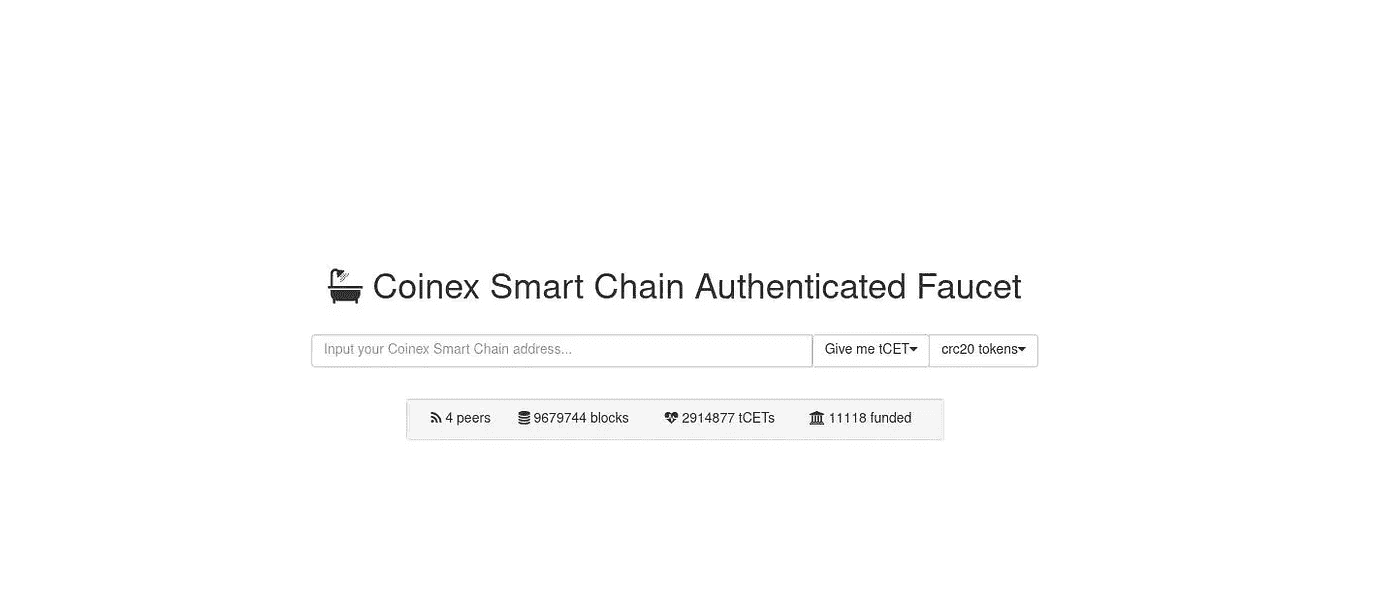 Coinex Smart Chain Authenticated Faucet
Input your Coinex Smart Chain address... Give me tCET crc20 tokens
4 peers 9679744 blocks 2914877 tCETs 11118 funded